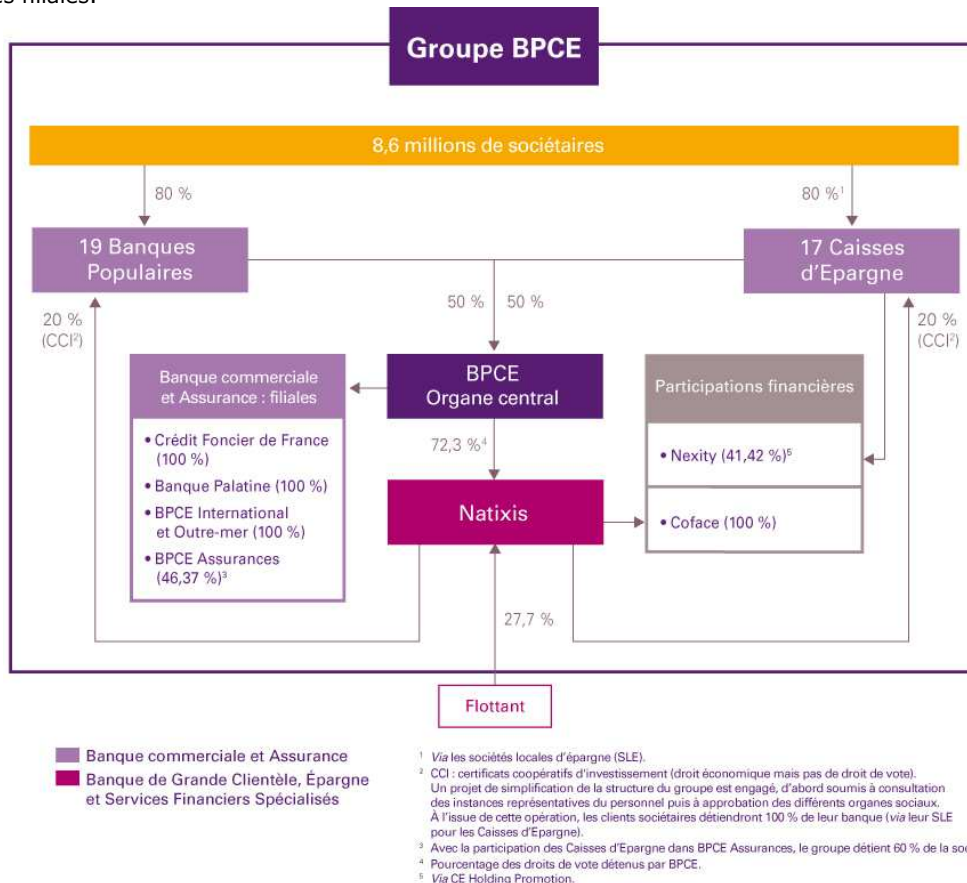 Groupe BPCE
8,6 millions de sociétaires
80 %
80 %¹
19 Banques
Populaires
17 Caisses
d'Epargne
50 %
50 %
20 %
(CCI²)
20 %
(CCI²)
Banque commerciale
et Assurance : filiales
• Crédit Foncier de France
(100 %)
• Banque Palatine (100 %)
• BPCE International
et Outre-mer (100 %)
• BPCE Assurances
(46,37 %)³
BPCE
Organe central
72,3 %⁴
Natixis
Participations financières
• Nexity (41,42 %)⁵
• Coface (100 %)
27,7 %
Flottant
Banque commerciale et Assurance
Banque de Grande Clientèle, Épargne
et Services Financiers Spécialisés
¹ Via les sociétés locales d'épargne (SLE).
² CCI : certificats coopératifs d'investissement (droit économique mais pas de droit de vote).
Un projet de simplification de la structure du groupe est engagé, d'abord soumis à consultation
des instances représentatives du personnel puis à approbation des différents organes sociaux.
À l'issue de cette opération, les clients sociétaires détiendront 100 % de leur banque (via leur SLE
pour les Caisses d'Epargne).
³ Avec la participation des Caisses d'Epargne dans BPCE Assurances, le groupe détient 60 % de la
⁴ Pourcentage des droits de vote détenus par BPCE.
⁵ Via CE Holding Promotion.